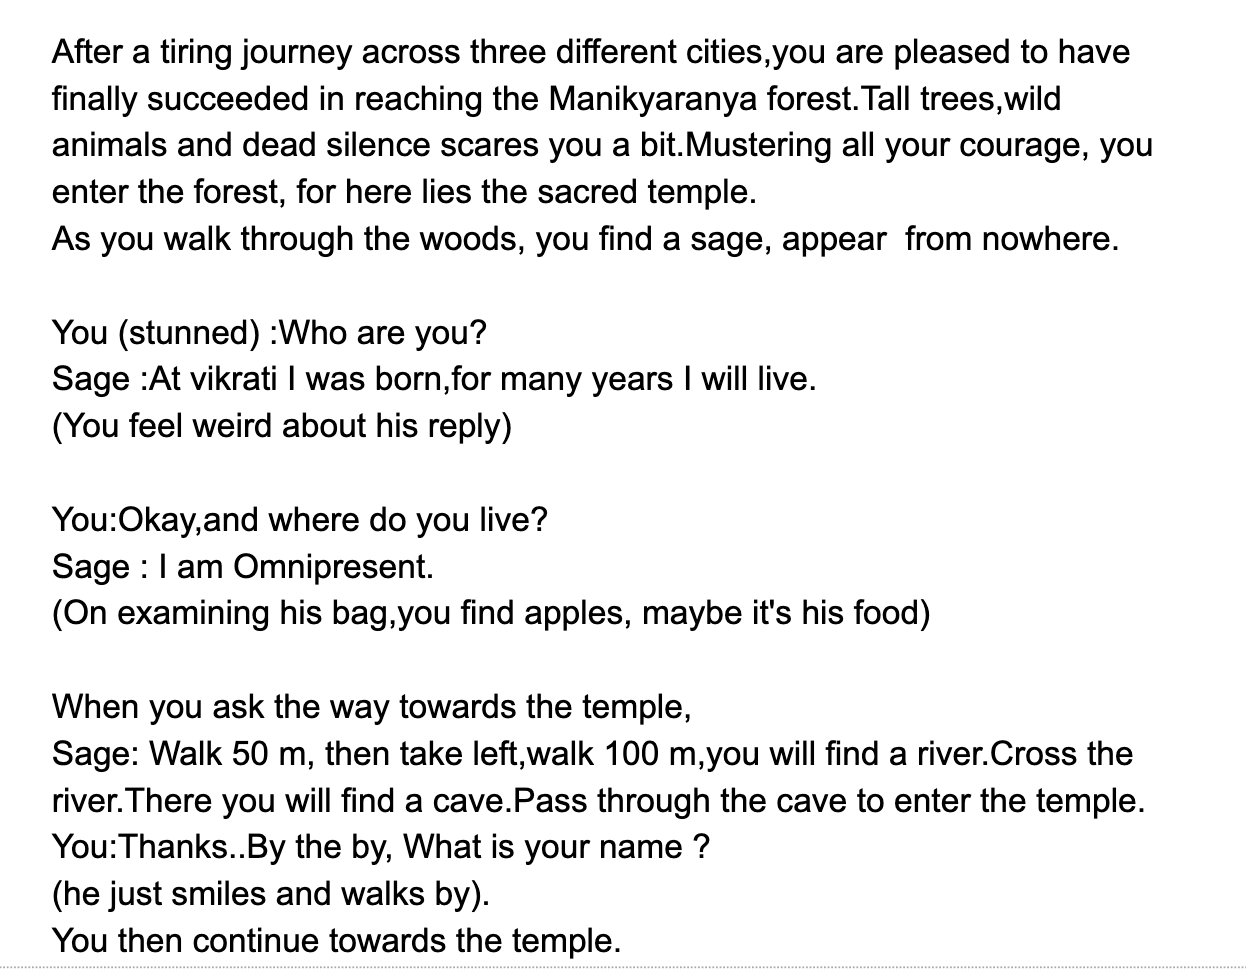 After a tiring journey across three different cities,you are pleased to have
finally succeeded in reaching the Manikyaranya forest.Tall trees,wild
animals and dead silence scares you a bit.Mustering all your courage, you
enter the forest, for here lies the sacred temple.
As you walk through the woods, you find a sage, appear  from nowhere.

You (stunned) :Who are you?
Sage :At vikrati I was born,for many years I will live.
(You feel weird about his reply)

You:Okay,and where do you live?
Sage : I am Omnipresent.
(On examining his bag,you find apples, maybe it's his food)

When you ask the way towards the temple,
Sage: Walk 50 m, then take left,walk 100 m,you will find a river.Cross the
river.There you will find a cave.Pass through the cave to enter the temple.
You:Thanks..By the by, What is your name ?
(he just smiles and walks by).
You then continue towards the temple.